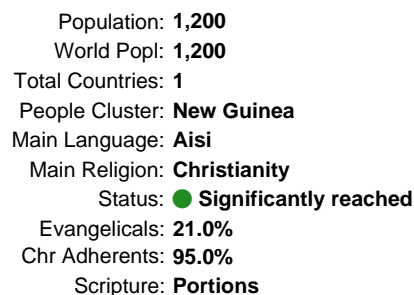 Population: 1,200
World Popl: 1,200
Total Countries: 1
People Cluster: New Guinea
Main Language: Aisi
Main Religion: Christianity
Status: Significantly reached
Evangelicals: 21.0%
Chr Adherents: 95.0%
Scripture: Portions